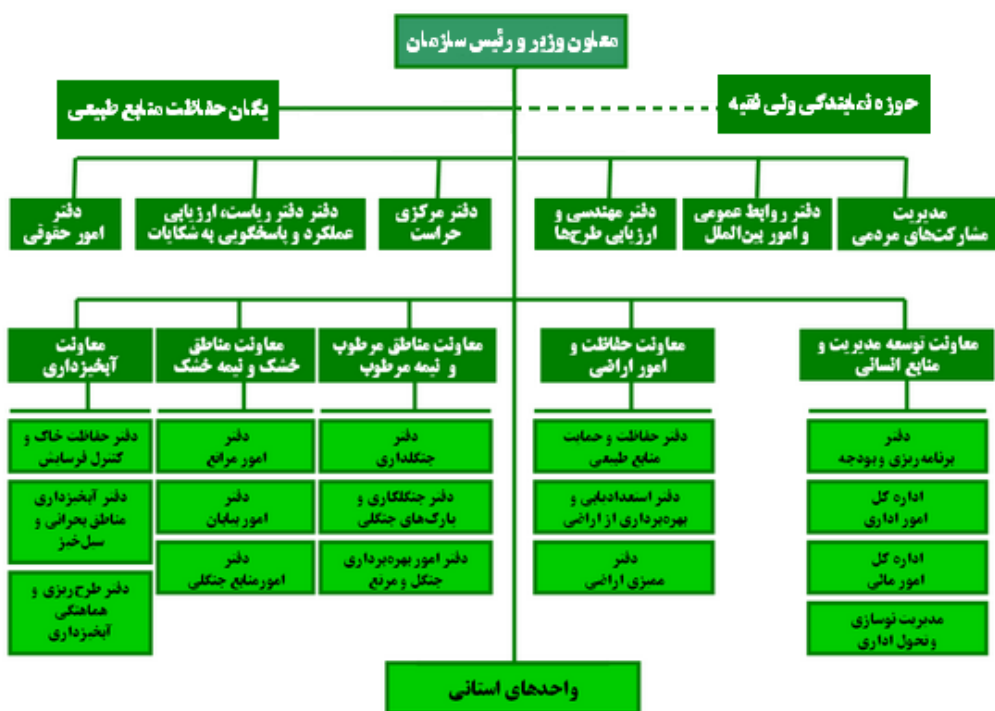 معاون وزیر و رئیس سازمان
حوزه نمایندگی ولی فقیه
یگان حفاظت منابع طبیعی
مدیریت
مشارکت‌های مردمی
دفتر روابط عمومی
و امور بین‌الملل
دفتر مهندسی و
ارزیابی طرح‌ها
دفتر مرکزی
حراست
دفتر دفتر ریاست، ارزیابی
عملکرد و پاسخگویی به شکایات
دفتر
امور حقوقی
معاونت توسعه مدیریت و
منابع انسانی
معاونت حفاظت و
امور اراضی
معاونت مناطق مرطوب
و نیمه مرطوب
معاونت مناطق
خشک و نیمه خشک
معاونت
آبخیزداری
دفتر
برنامه‌ریزی و بودجه
اداره کل
امور اداری
اداره کل
امور مالی
مدیریت نوسازی
و تحول اداری
دفتر حفاظت و حمایت
منابع طبیعی
دفتر استعدادیابی و
بهره‌برداری از اراضی
دفتر
ممیزی اراضی
دفتر
جنگلداری
دفتر جنگلکاری و
پارک‌های جنگلی
دفتر امور بهره‌برداری
جنگل و مرتع
دفتر
امور مراتع
دفتر
امور بیابان
دفتر
امور منابع جنگلی
دفتر حفاظت خاک و
کنترل فرسایش
دفتر آبخیزداری
مناطق بحرانی و
سیل‌خیز
دفتر طرح‌ریزی و
هماهنگی
آبخیزداری
واحدهای استانی